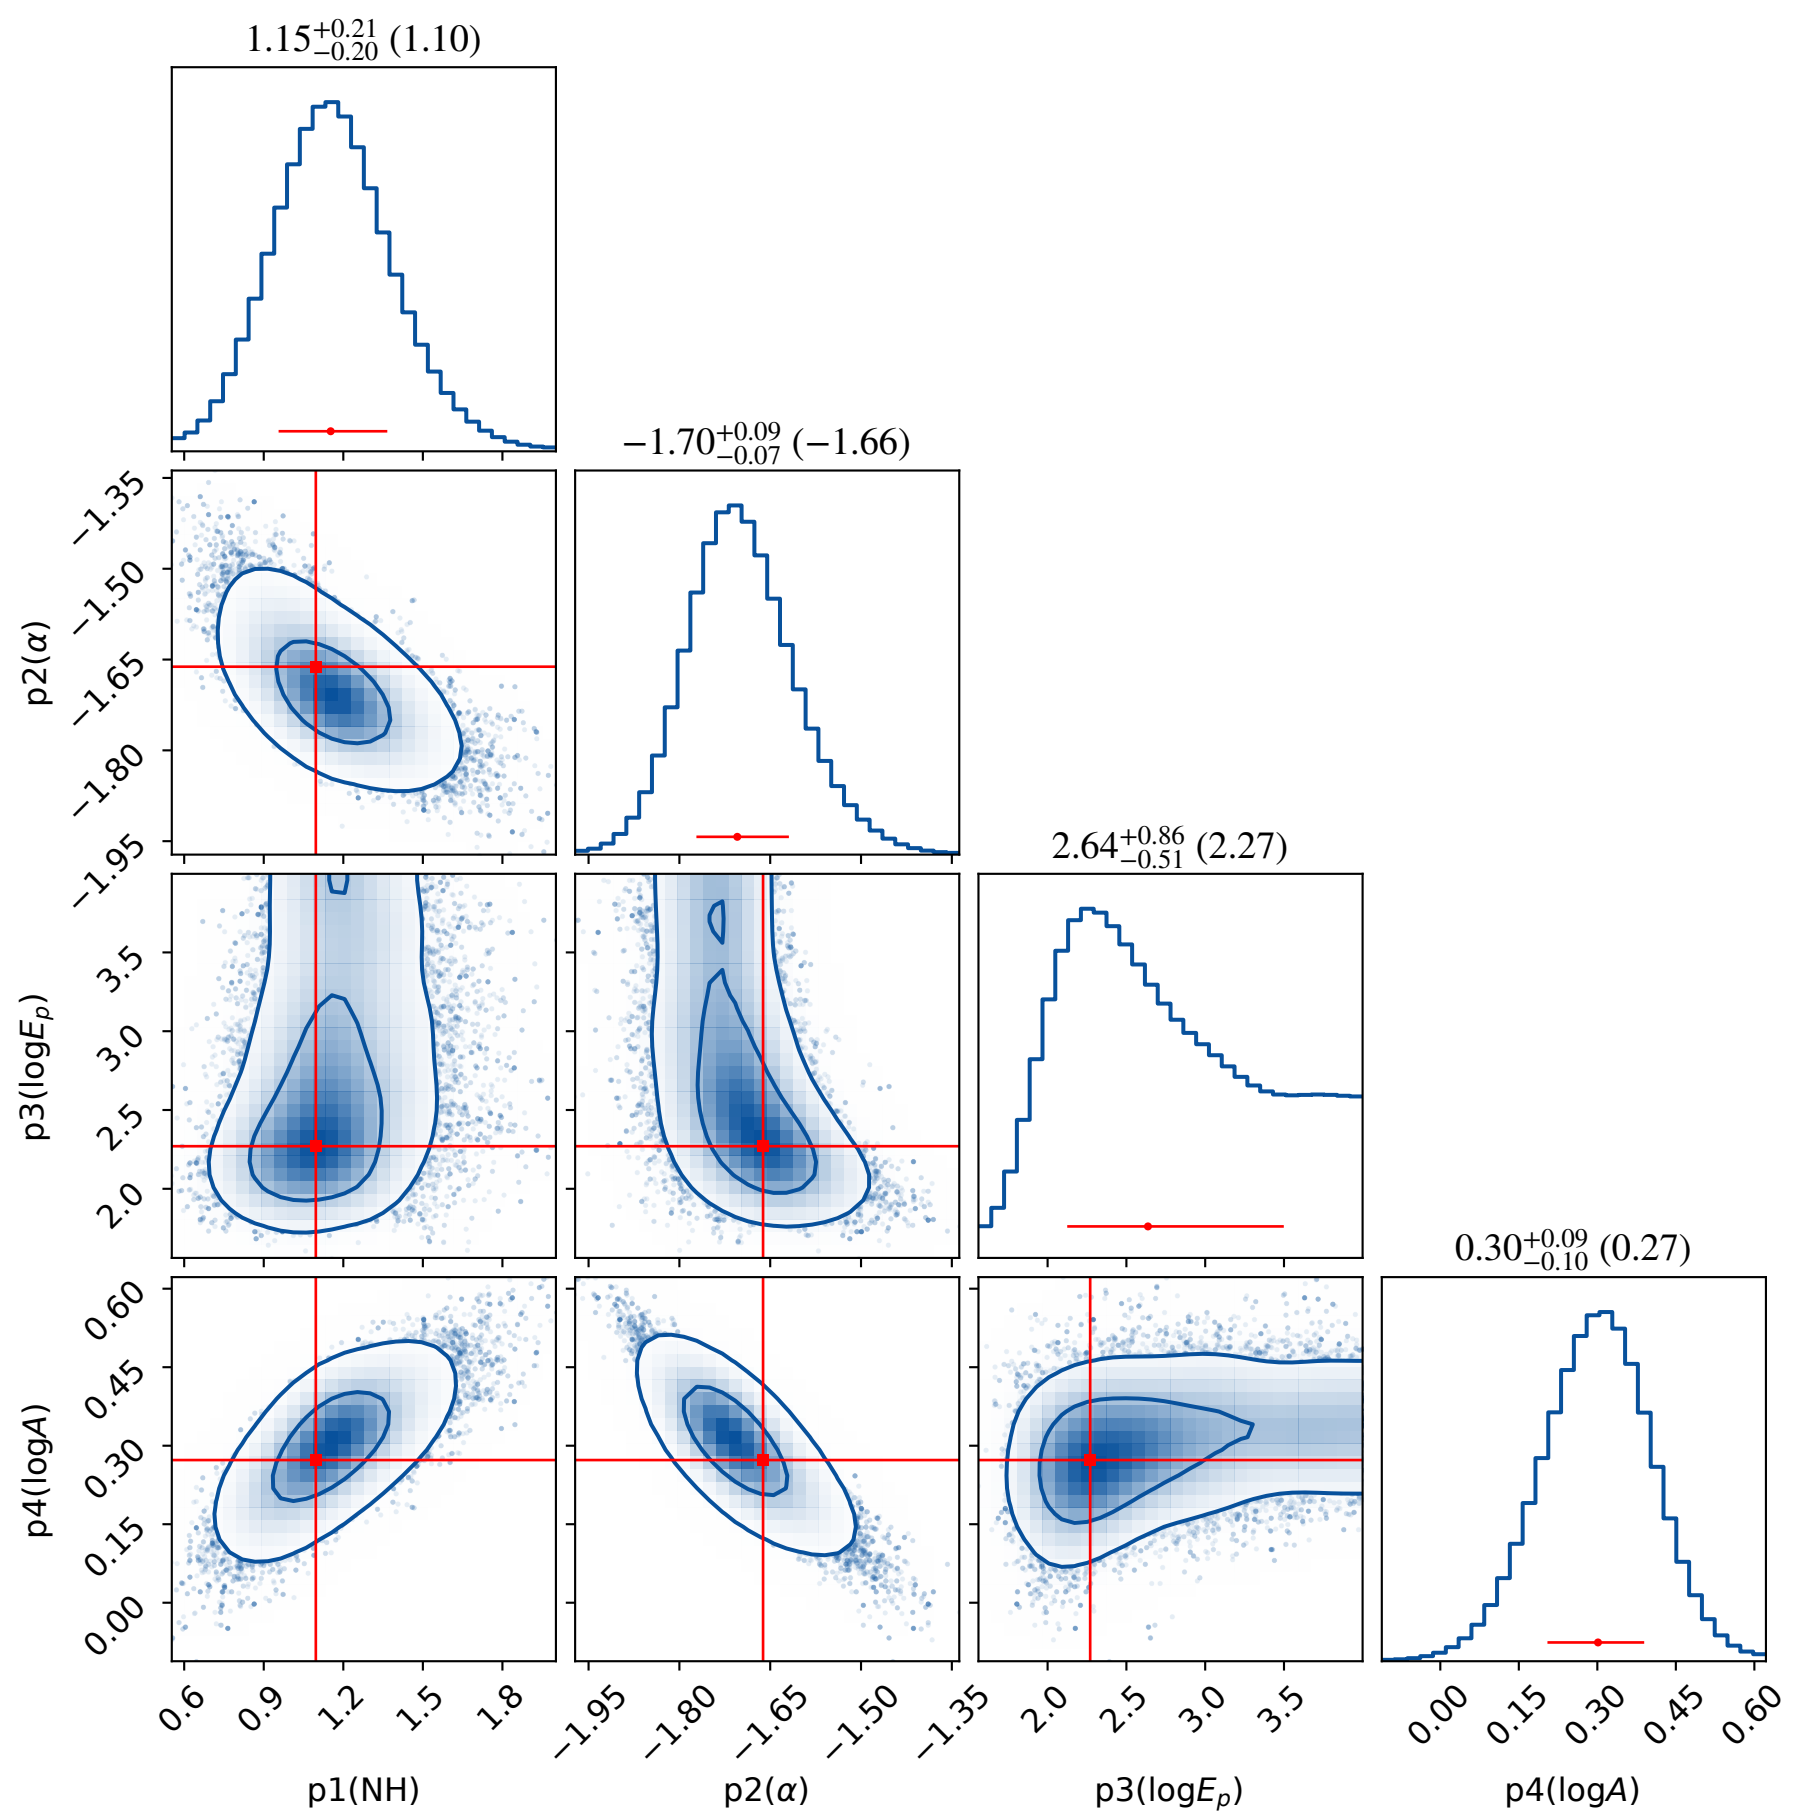 1.15+0.21−0.20 (1.10)
−1.70+0.09−0.07 (−1.66)
2.64+0.86−0.51 (2.27)
0.30+0.09−0.10 (0.27)
p2(α)
−1.35
−1.50
−1.65
−1.80
−1.95
p3(logEp)
3.5
3.0
2.5
2.0
p4(logA)
0.60
0.45
0.30
0.15
0.00
0.6 0.9 1.2 1.5 1.8
−1.95 −1.80 −1.65 −1.50 −1.35
2.0 2.5 3.0 3.5
0.00 0.15 0.30 0.45 0.60
p1(NH)
p2(α)
p3(logEp)
p4(logA)